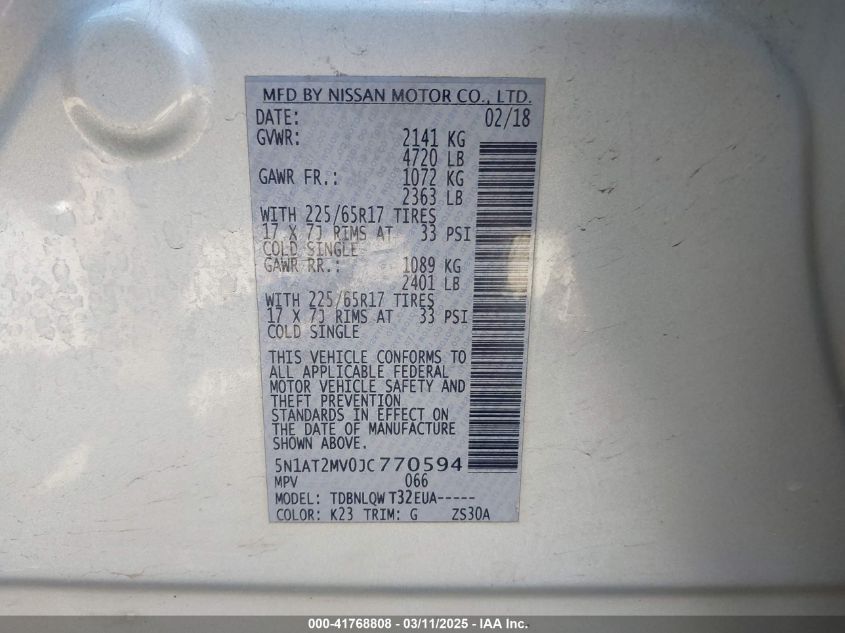 MFD BY NISSAN MOTOR CO., LTD.
DATE: 02/18
GVWR: 2141 KG
4720 LB
GAWR FR.: 1072 KG
2363 LB
WITH 225/65R17 TIRES
17 X 7J RIMS AT 33 PSI
COLD SINGLE
GAWR RR.: 1089 KG
2401 LB
WITH 225/65R17 TIRES
17 X 7J RIMS AT 33 PSI
COLD SINGLE
THIS VEHICLE CONFORMS TO
ALL APPLICABLE FEDERAL
MOTOR VEHICLE SAFETY AND
THEFT PREVENTION
STANDARDS IN EFFECT ON
THE DATE OF MANUFACTURE
SHOWN ABOVE.
5N1AT2MV0JC770594
MPV 066
MODEL: TDBNLQW T32EUA-----
COLOR: K23 TRIM: G ZS30A
000-41768808 - 03/11/2025 - IAA Inc.